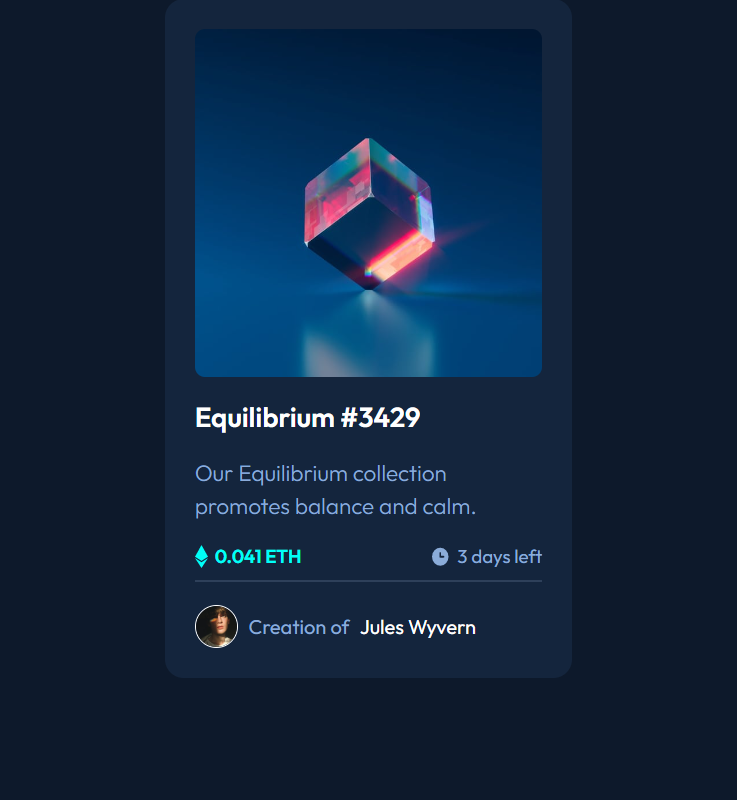 Equilibrium #3429
Our Equilibrium collection
promotes balance and calm.
0.041 ETH
3 days left
Creation of Jules Wyvern